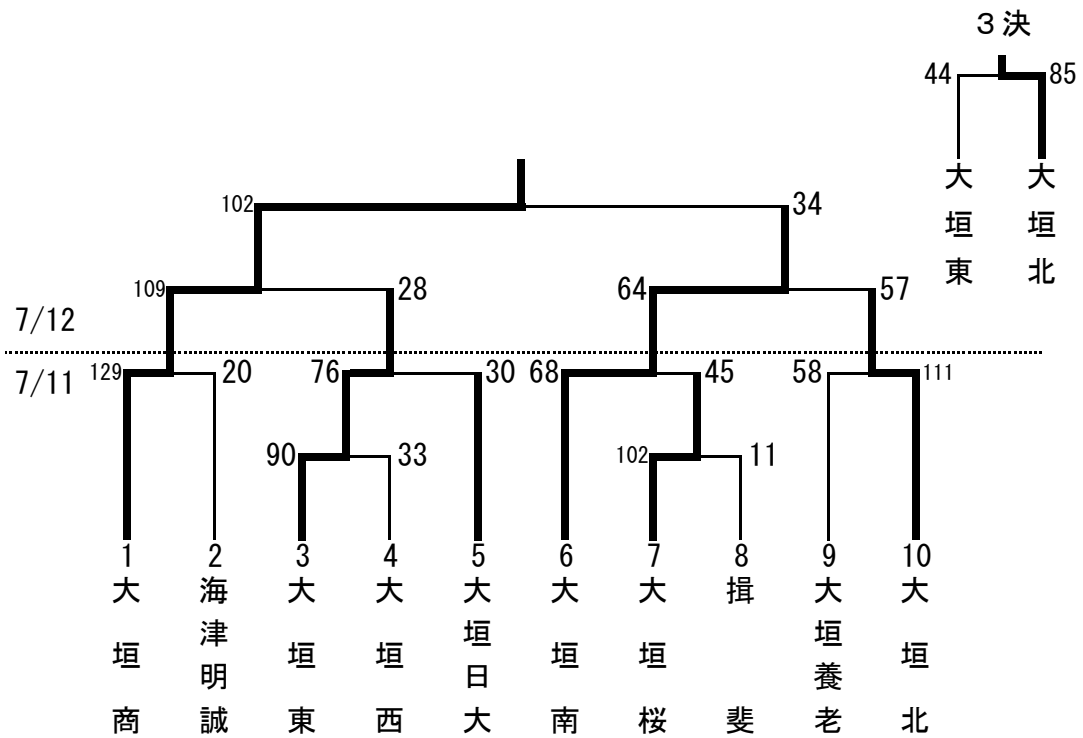 3決
44 85
大垣東 大垣北
102 34
109 28 64 57
7/12
7/11
129 20 76 30 68 45 58 111
90 33 102 11
1 2 3 4 5 6 7 8 9 10
大垣商
海津明誠
大垣東
大垣西
大垣日大
大垣南
大垣桜
揖斐
大垣養老
大垣北